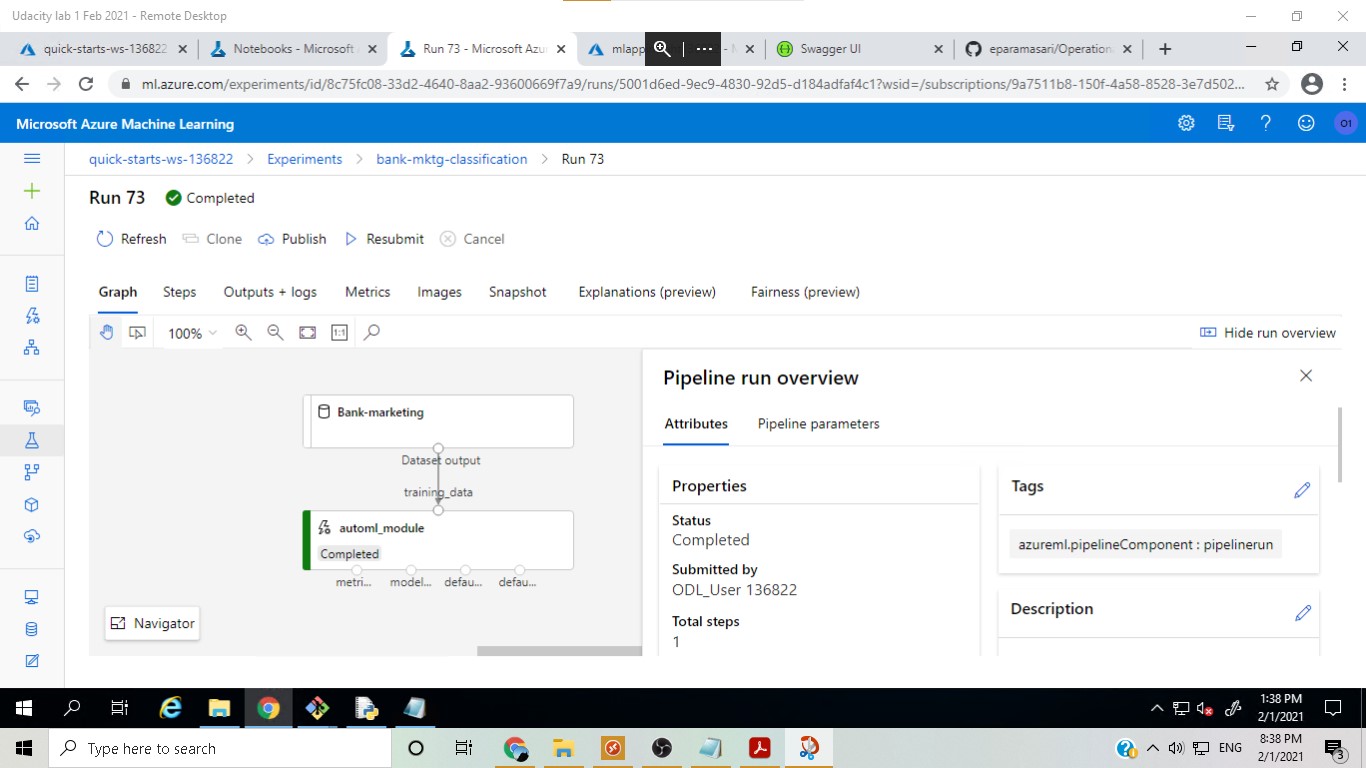 Udacity lab 1 Feb 2021 - Remote Desktop
quick-starts-ws-136822
Notebooks - Microsoft
Run 73 - Microsoft Azu
mlapp
Swagger UI
eparamasari/Operation
ml.azure.com/experiments/id/8c75fc08-33d2-4640-8aa2-93600669f7a9/runs/5001d6ed-9ec9-4830-92d5-d184adfaf4c1?wsid=/subscriptions/9a7511b8-150f-4a58-8528-3e7d502...
Microsoft Azure Machine Learning
O1
quick-starts-ws-136822 > Experiments > bank-mktg-classification > Run 73
Run 73 Completed
Refresh Clone Publish Resubmit Cancel
Graph Steps Outputs + logs Metrics Images Snapshot Explanations (preview) Fairness (preview)
100% 1:1 Hide run overview
Bank-marketing
Dataset output
training_data
automl_module
Completed
metri... model... defau... defau...
Navigator
Pipeline run overview
Attributes Pipeline parameters
Properties
Status
Completed
Submitted by
ODL_User 136822
Total steps
1
Tags
azureml.pipelineComponent : pipelinerun
Description
1:38 PM
2/1/2021
Type here to search
ENG
8:38 PM
2/1/2021
3